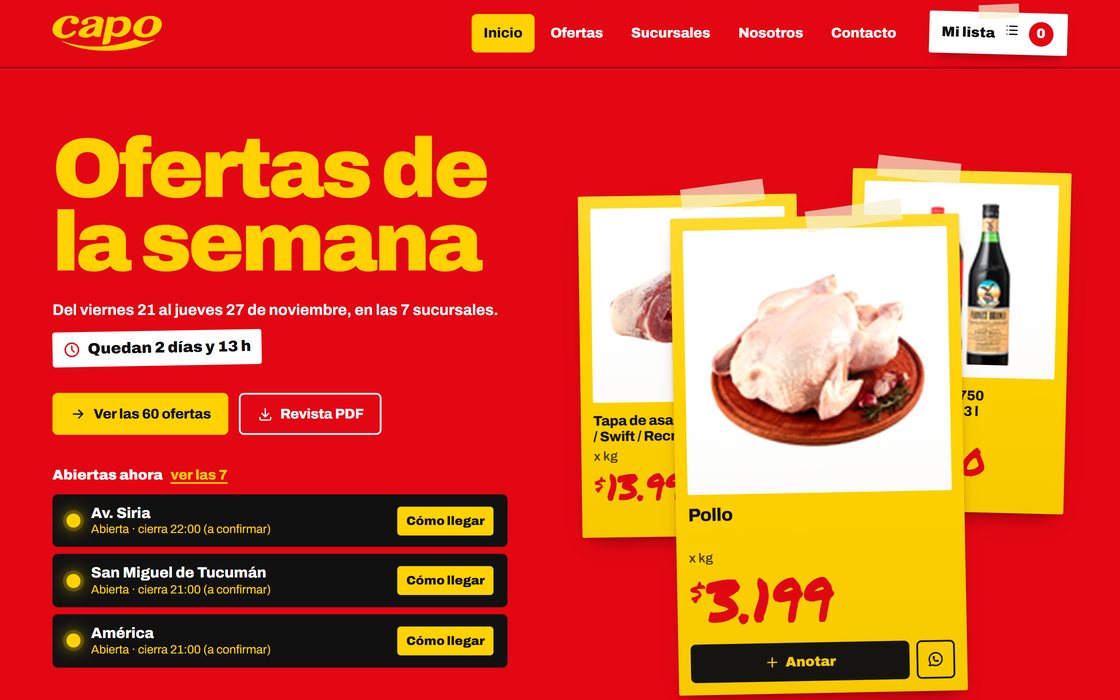 capo
Inicio
Ofertas
Sucursales
Nosotros
Contacto
Mi lista
0
Ofertas de
la semana
Del viernes 21 al jueves 27 de noviembre, en las 7 sucursales.
Quedan 2 días y 13 h
Ver las 60 ofertas
Revista PDF
Abiertas ahora ver las 7
Av. Siria
Abierta · cierra 22:00 (a confirmar)
Cómo llegar
San Miguel de Tucumán
Abierta · cierra 21:00 (a confirmar)
Cómo llegar
América
Abierta · cierra 21:00 (a confirmar)
Cómo llegar
Tapa de asa
/ Swift / Recr
x kg
$13.99
Pollo
x kg
$3.199
+ Anotar
750
3 l
0